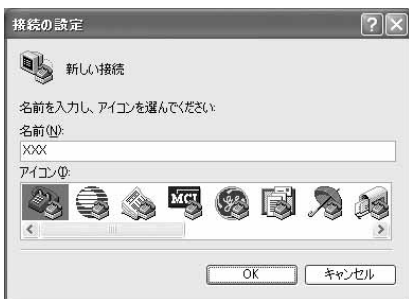 接続の設定
新しい接続
名前を入力し、アイコンを選んでください:
名前(N):
XXX
アイコン(I):
MCI
OK
キャンセル